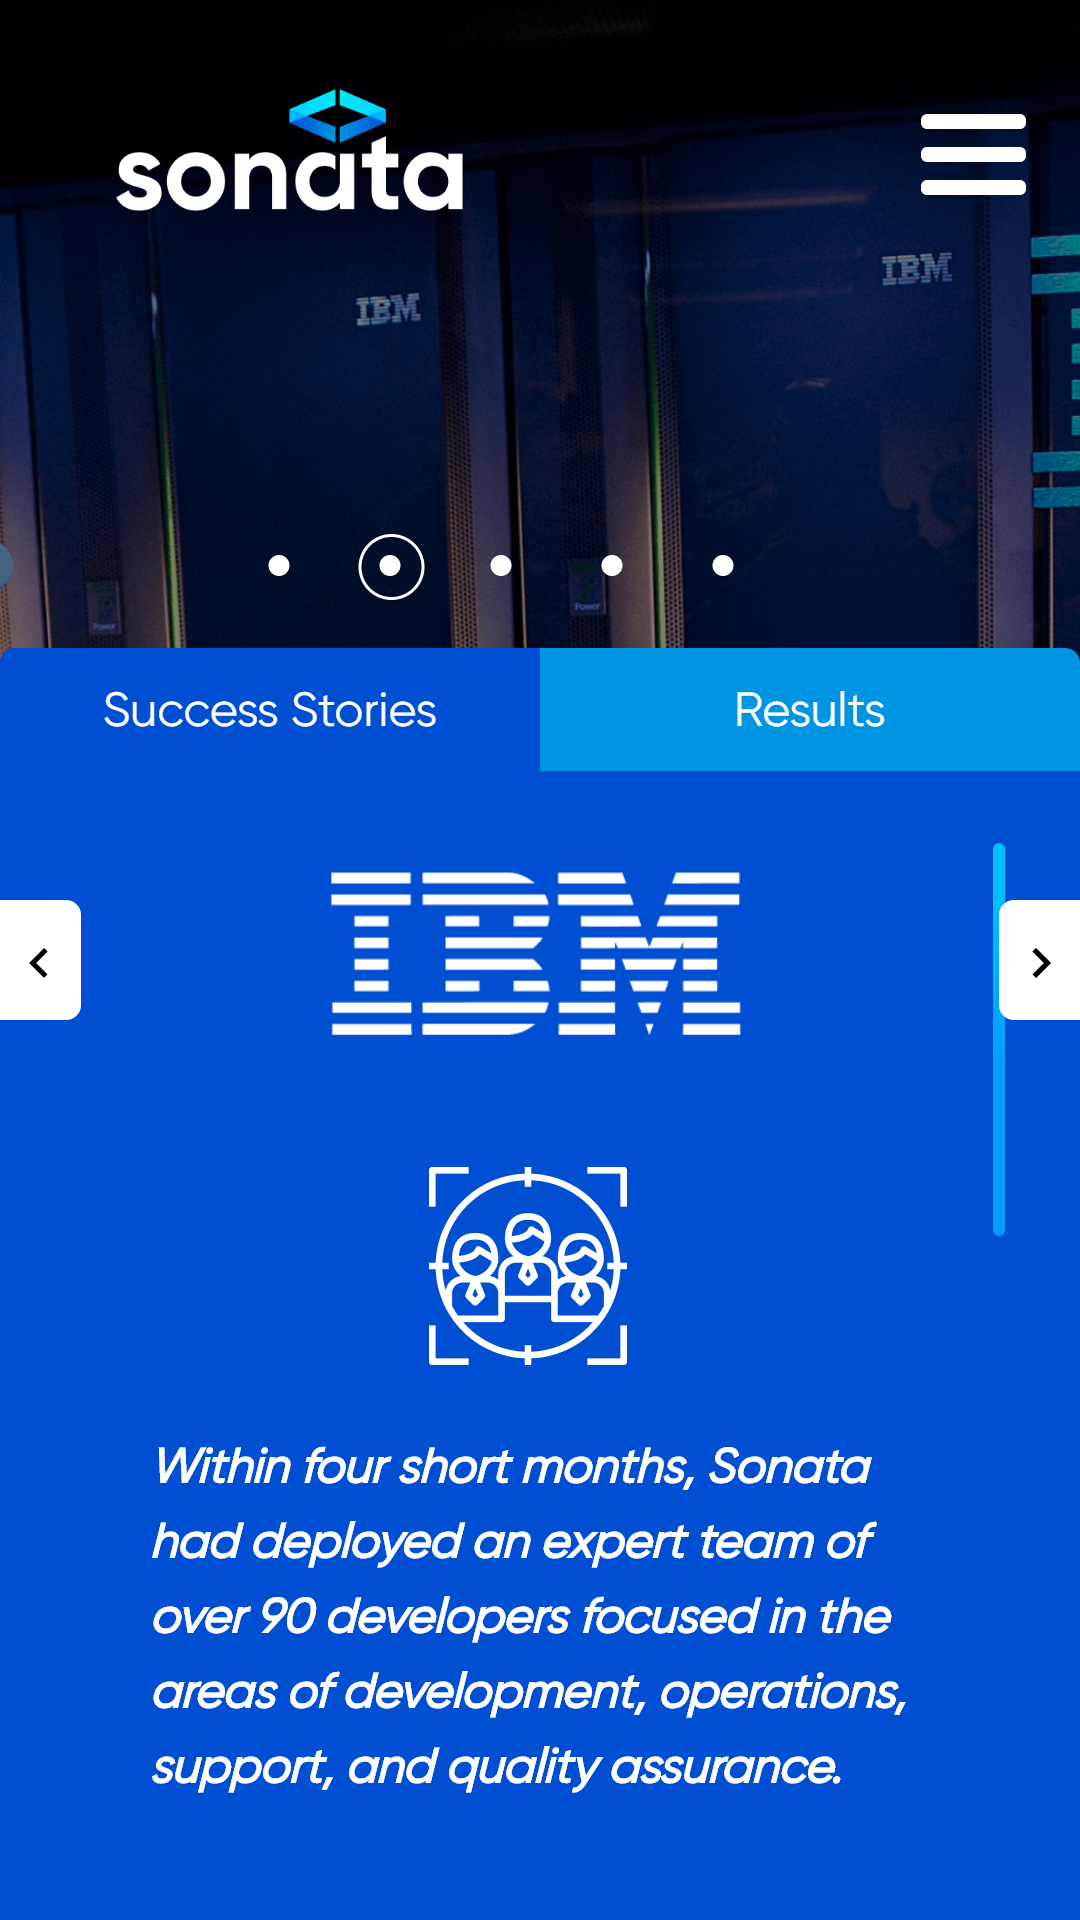 sonata
IBM
IBM
Power
Power
Success Stories
Results
IBM
Within four short months, Sonata
had deployed an expert team of
over 90 developers focused in the
areas of development, operations,
support, and quality assurance.